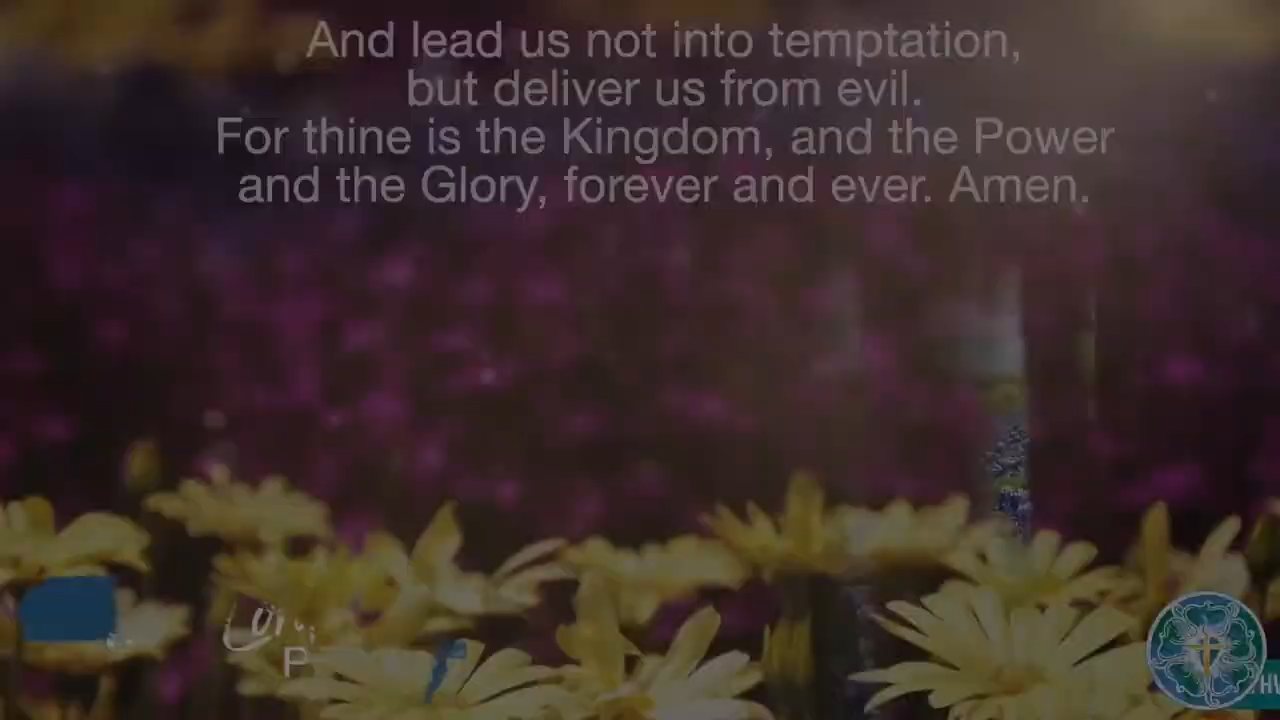 And lead us not into temptation,
but deliver us from evil.
For thine is the Kingdom, and the Power
and the Glory, forever and ever. Amen.
P